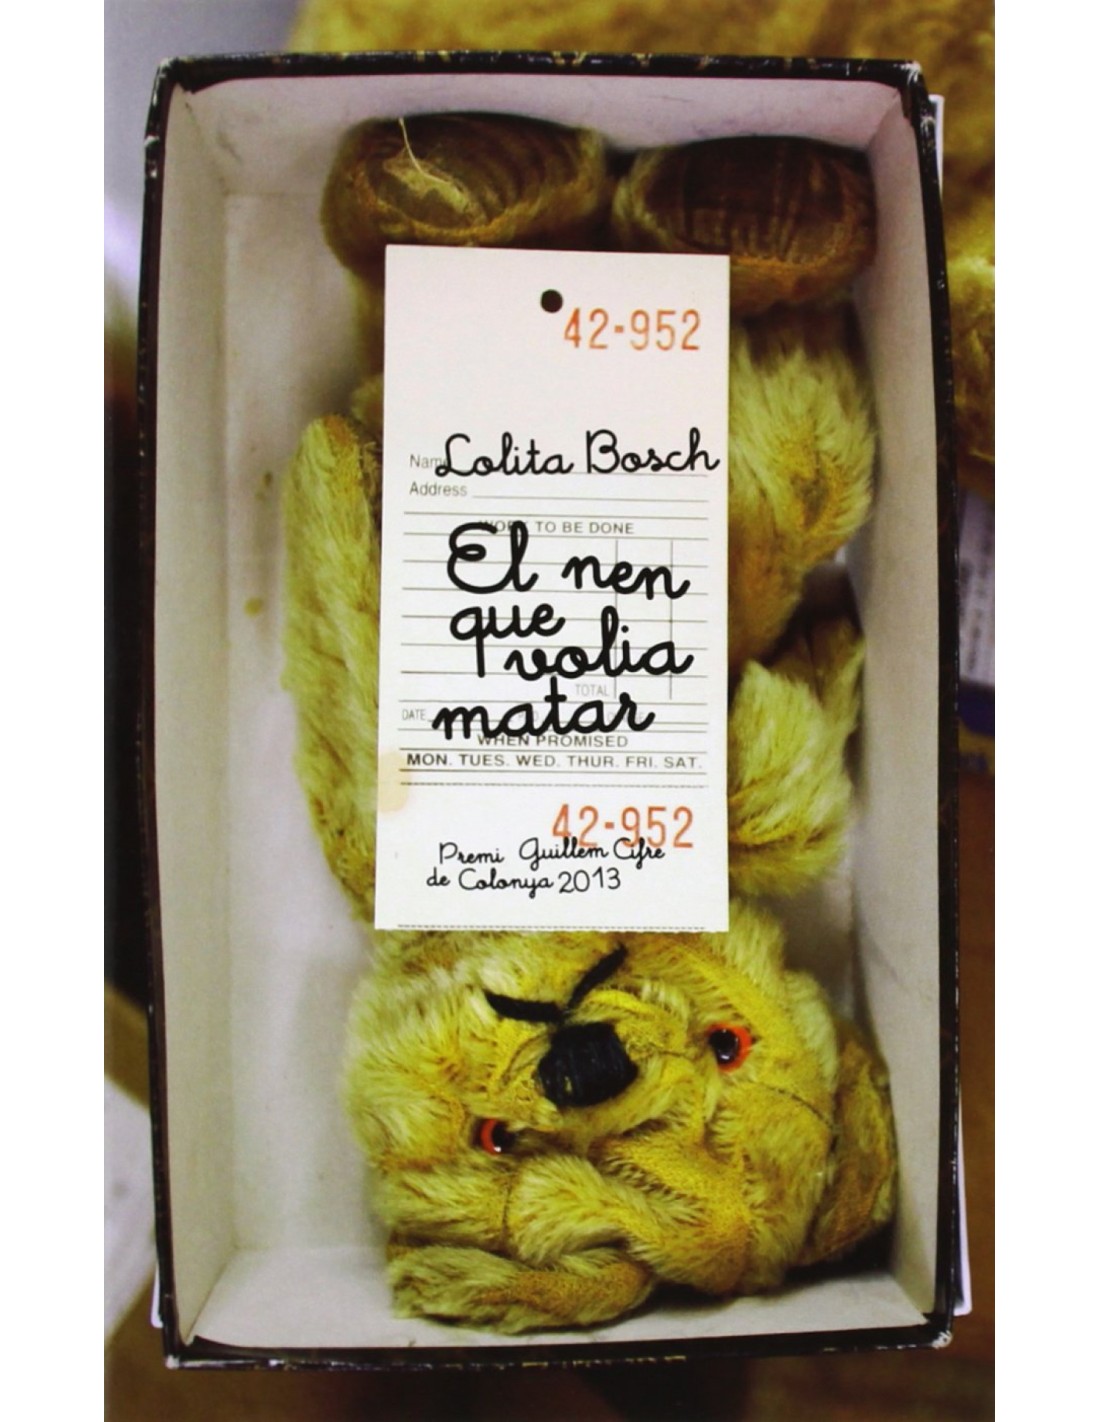 42-952
Name Lolita Bosch
Address
WORK TO BE DONE
El nen
que
volia
TOTAL
DATE
matar
WHEN PROMISED
MON. TUES. WED. THUR. FRI. SAT.
42-952
Premi Guillem Cifre
de Colonya 2013